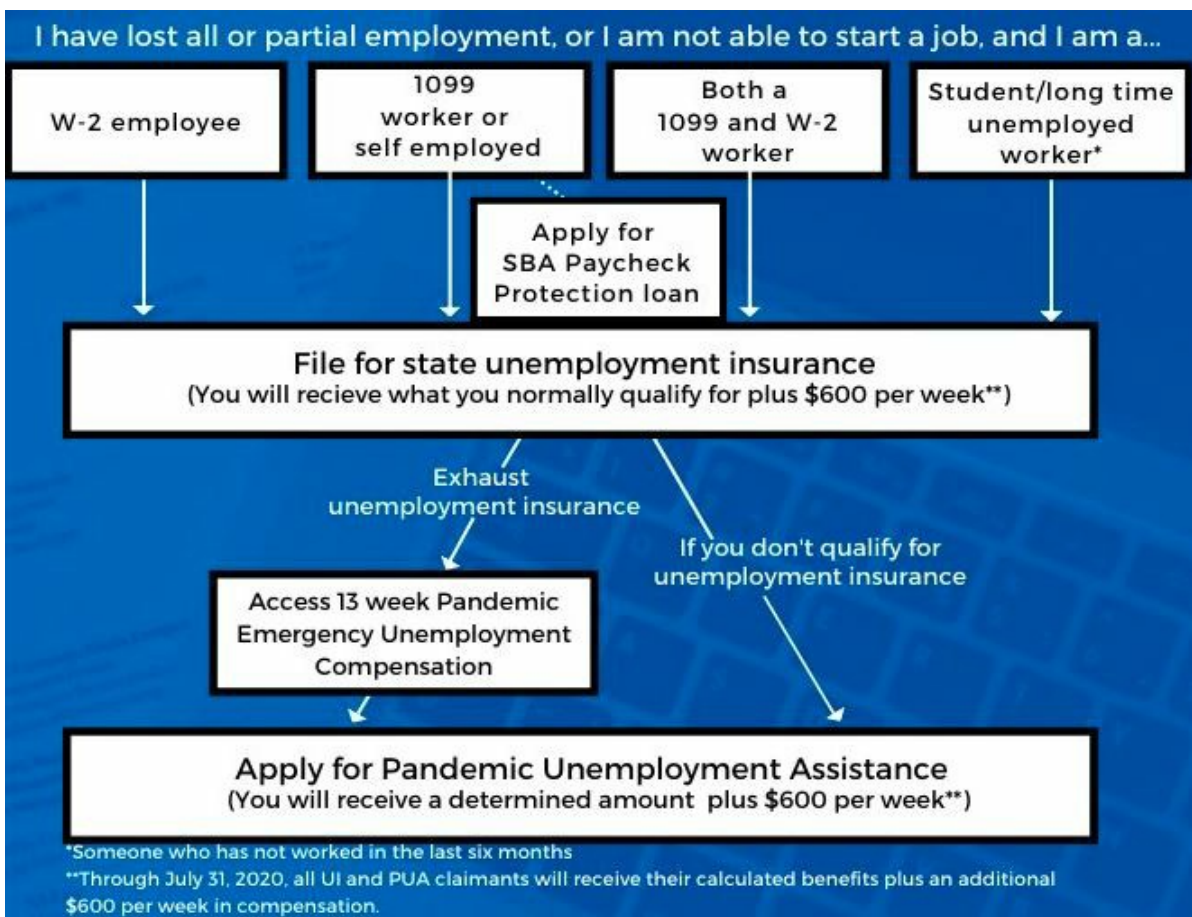 I have lost all or partial employment, or I am not able to start a job, and I am a...
W-2 employee
1099
worker or
self employed
Both a
1099 and W-2
worker
Student/long time
unemployed
worker*
Apply for
SBA Paycheck
Protection loan
File for state unemployment insurance
(You will recieve what you normally qualify for plus $600 per week**)
Exhaust
unemployment insurance
If you don't qualify for
unemployment insurance
Access 13 week Pandemic
Emergency Unemployment
Compensation
Apply for Pandemic Unemployment Assistance
(You will receive a determined amount plus $600 per week**)
*Someone who has not worked in the last six months
**Through July 31, 2020, all UI and PUA claimants will receive their calculated benefits plus an additional
$600 per week in compensation.